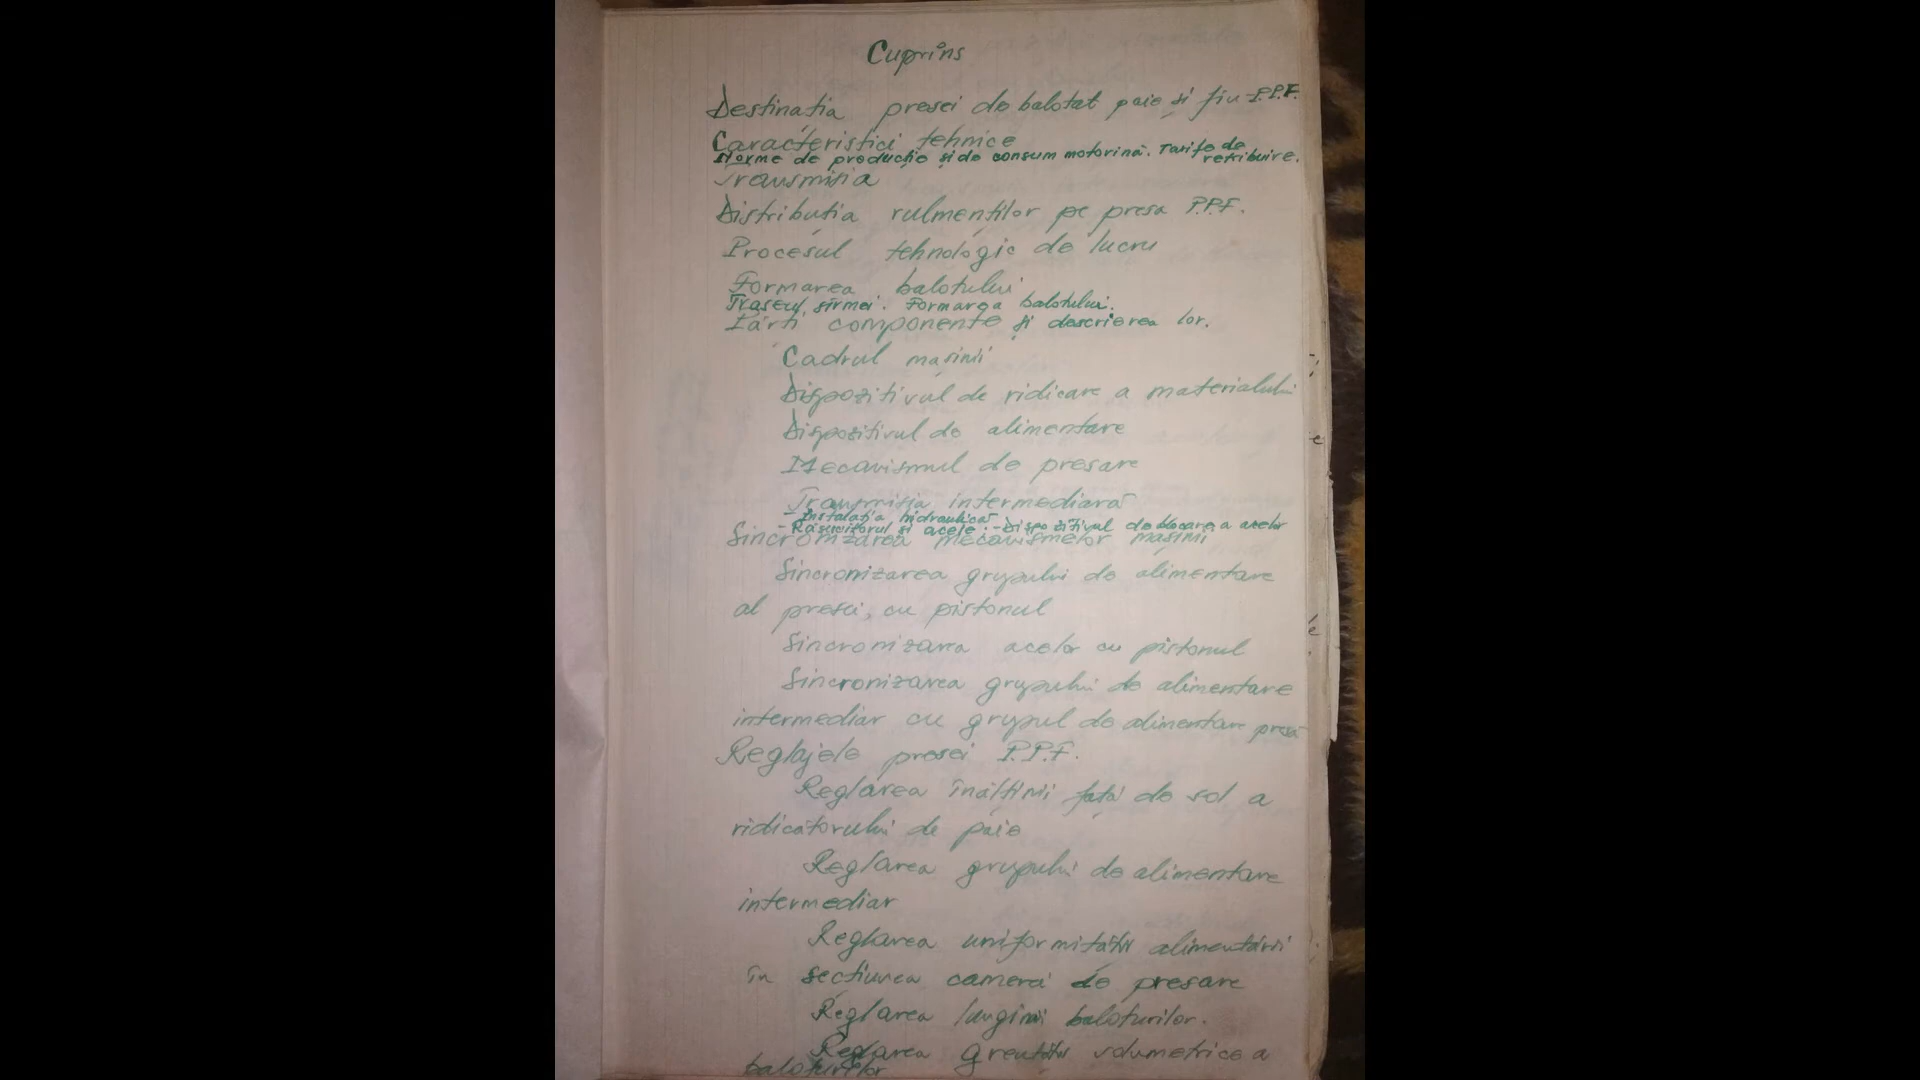 Cuprins
Destinația presei de balotat paie și fîn P.P.F.
Caracteristici tehnice
Norme de producție și de consum motorină. Tarife de
retribuire.
Transmisia
Distribuția rulmenților pe presa P.P.F.
Procesul tehnologic de lucru
Formarea balotului
Traseul sîrmei. Formarea balotului.
Părți componente și descrierea lor.
Cadrul mașinii
Dispozitivul de ridicare a materialului
Dispozitivul de alimentare
Mecanismul de presare
Transmisia intermediară
- Instalația hidraulică
- Răsucitorul și acele. - Dispozitivul de blocare a acelor
Sincronizarea mecanismelor mașinii
Sincronizarea grupului de alimentare
al presei, cu pistonul
Sincronizarea acelor cu pistonul
Sincronizarea grupului de alimentare
intermediar cu grupul de alimentare presă
Reglajele presei P.P.F.
Reglarea înălțimii față de sol a
ridicătorului de paie
Reglarea grupului de alimentare
intermediar
Reglarea uniformității alimentării
în secțiunea camerei de presare
Reglarea lungimii baloturilor.
Reglarea greutății volumetrice a
baloturilor